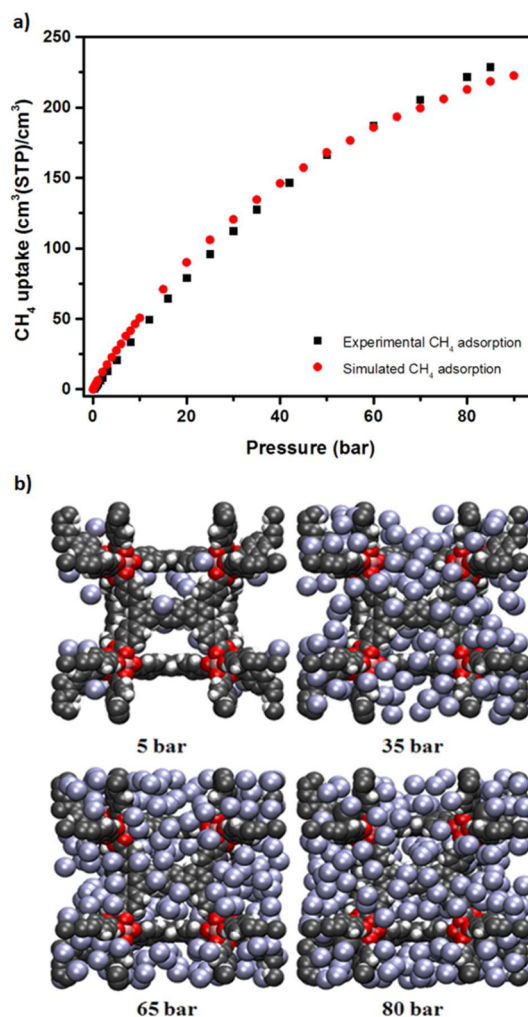 a)
250
200
150
100
50
0
CH₄ uptake (cm³(STP)/cm³)
Experimental CH₄ adsorption
Simulated CH₄ adsorption
0 20 40 60 80
Pressure (bar)
b)
5 bar 35 bar
65 bar 80 bar